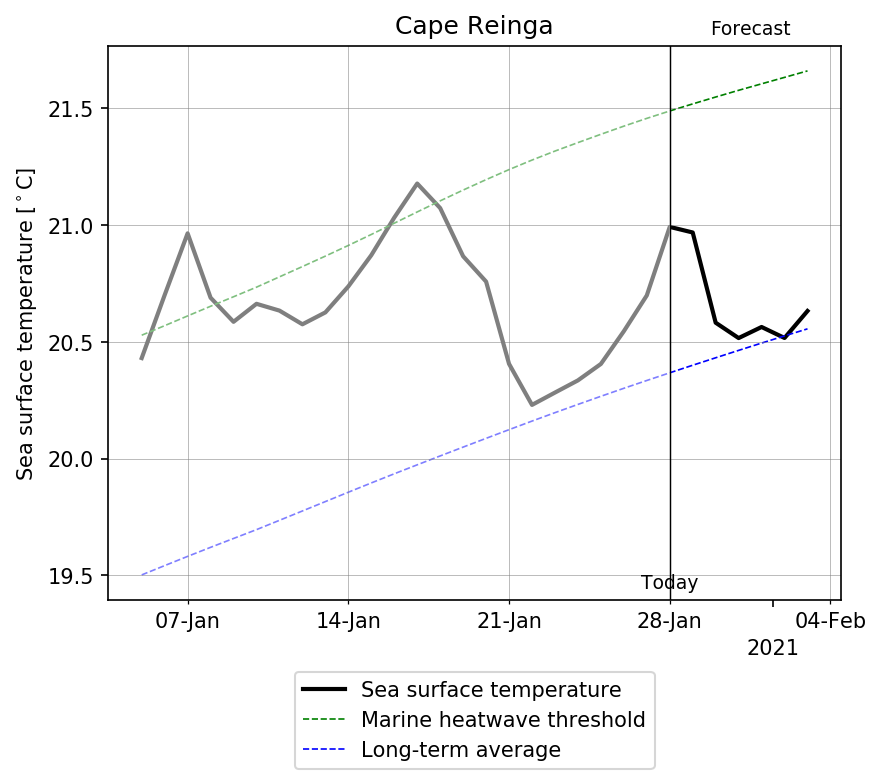 Cape Reinga
Forecast
Sea surface temperature [°C]
21.5
21.0
20.5
20.0
19.5
Today
07-Jan 14-Jan 21-Jan 28-Jan 04-Feb
2021
Sea surface temperature
Marine heatwave threshold
Long-term average